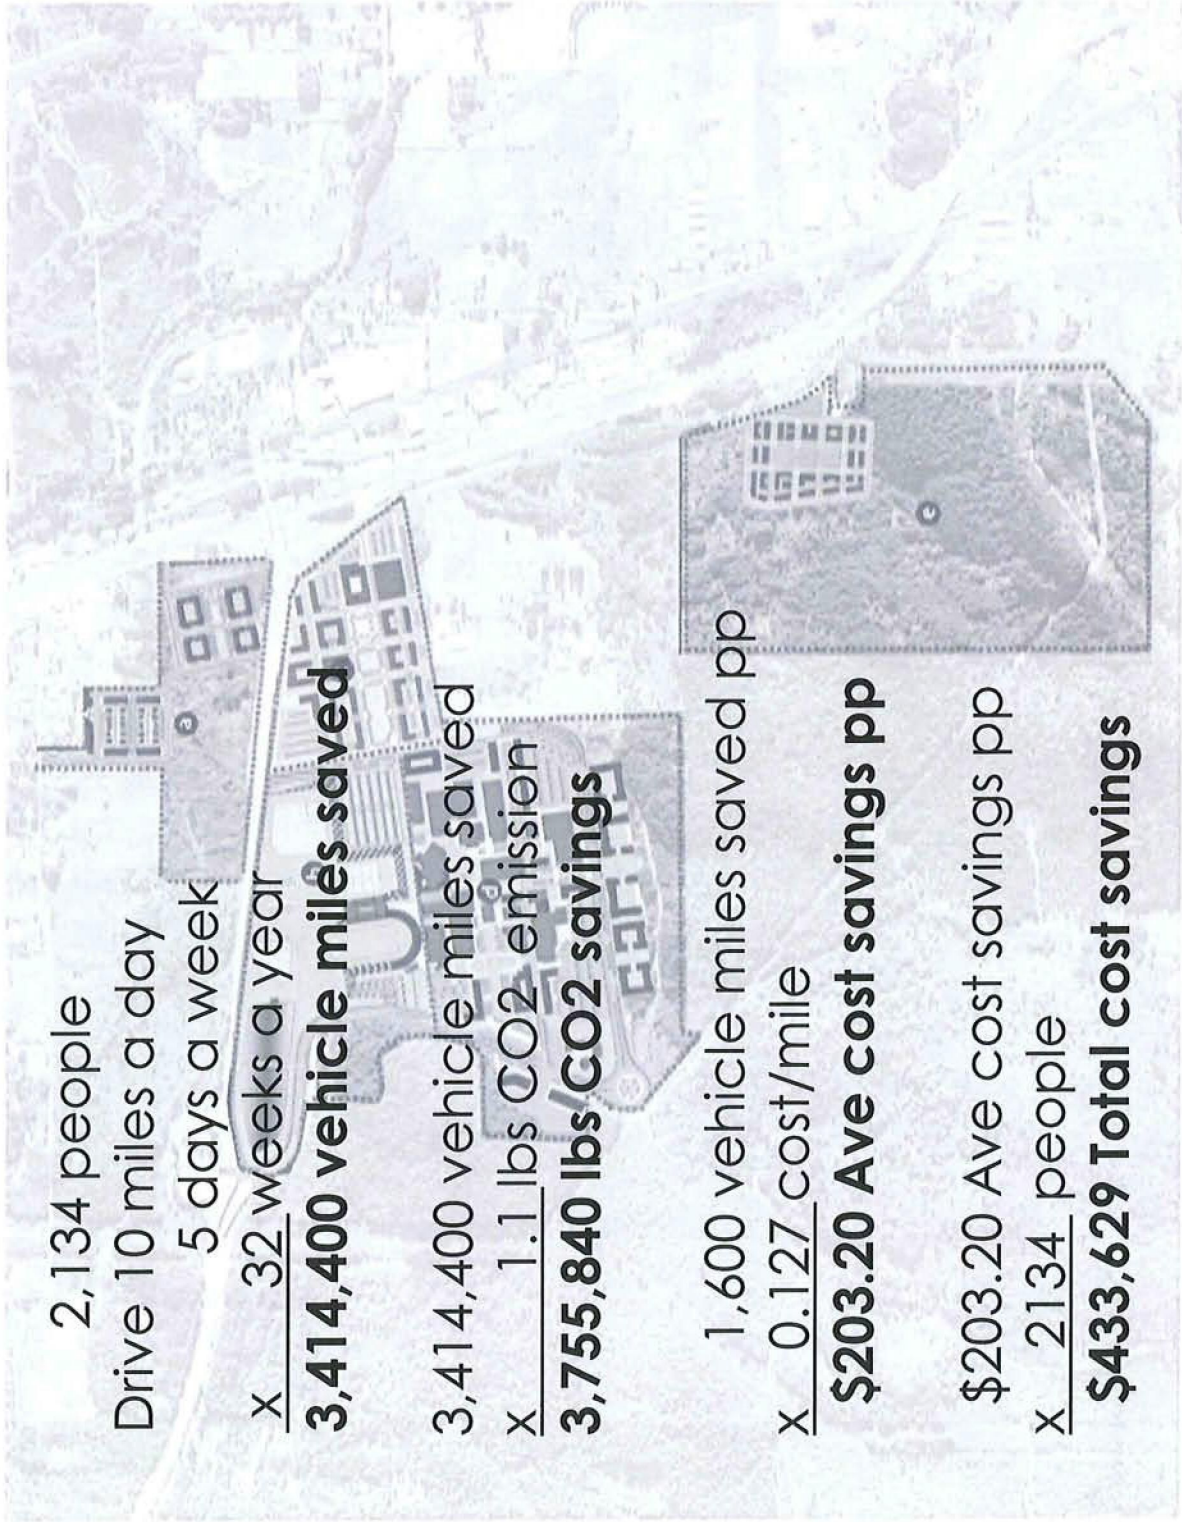 2,134 people
Drive 10 miles a day
5 days a week
x 32 weeks a year
3,414,400 vehicle miles saved
3,414,400 vehicle miles saved
x 1.1 lbs CO2 emission
3,755,840 lbs CO2 savings
1,600 vehicle miles saved pp
x 0.127 cost/mile
$203.20 Ave cost savings pp
$203.20 Ave cost savings pp
x 2134 people
$433,629 Total cost savings
a
d
e